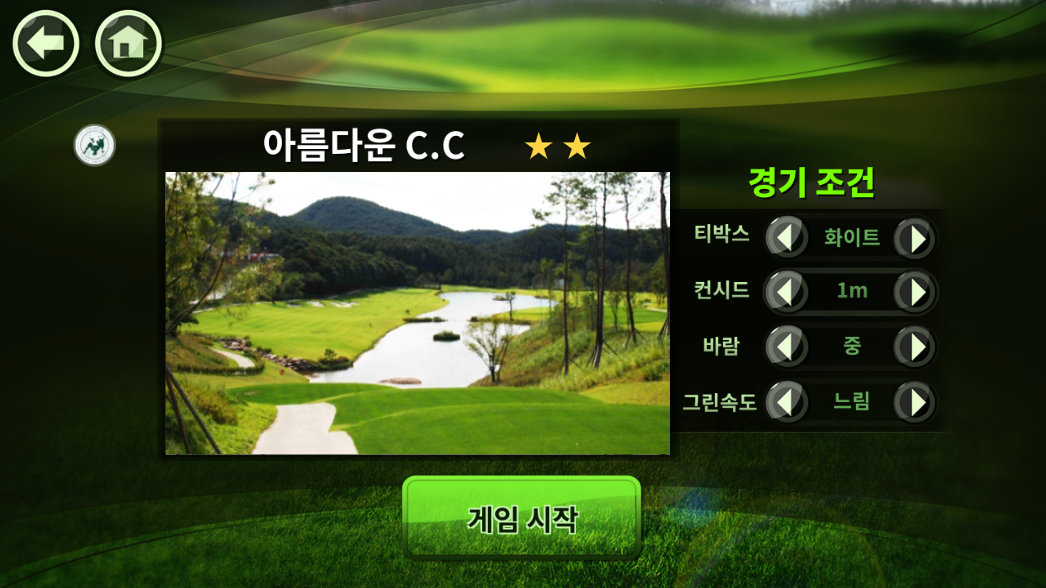 아름다운 C.C
경기 조건
티박스 화이트
컨시드 1m
바람 중
그린속도 느림
게임 시작